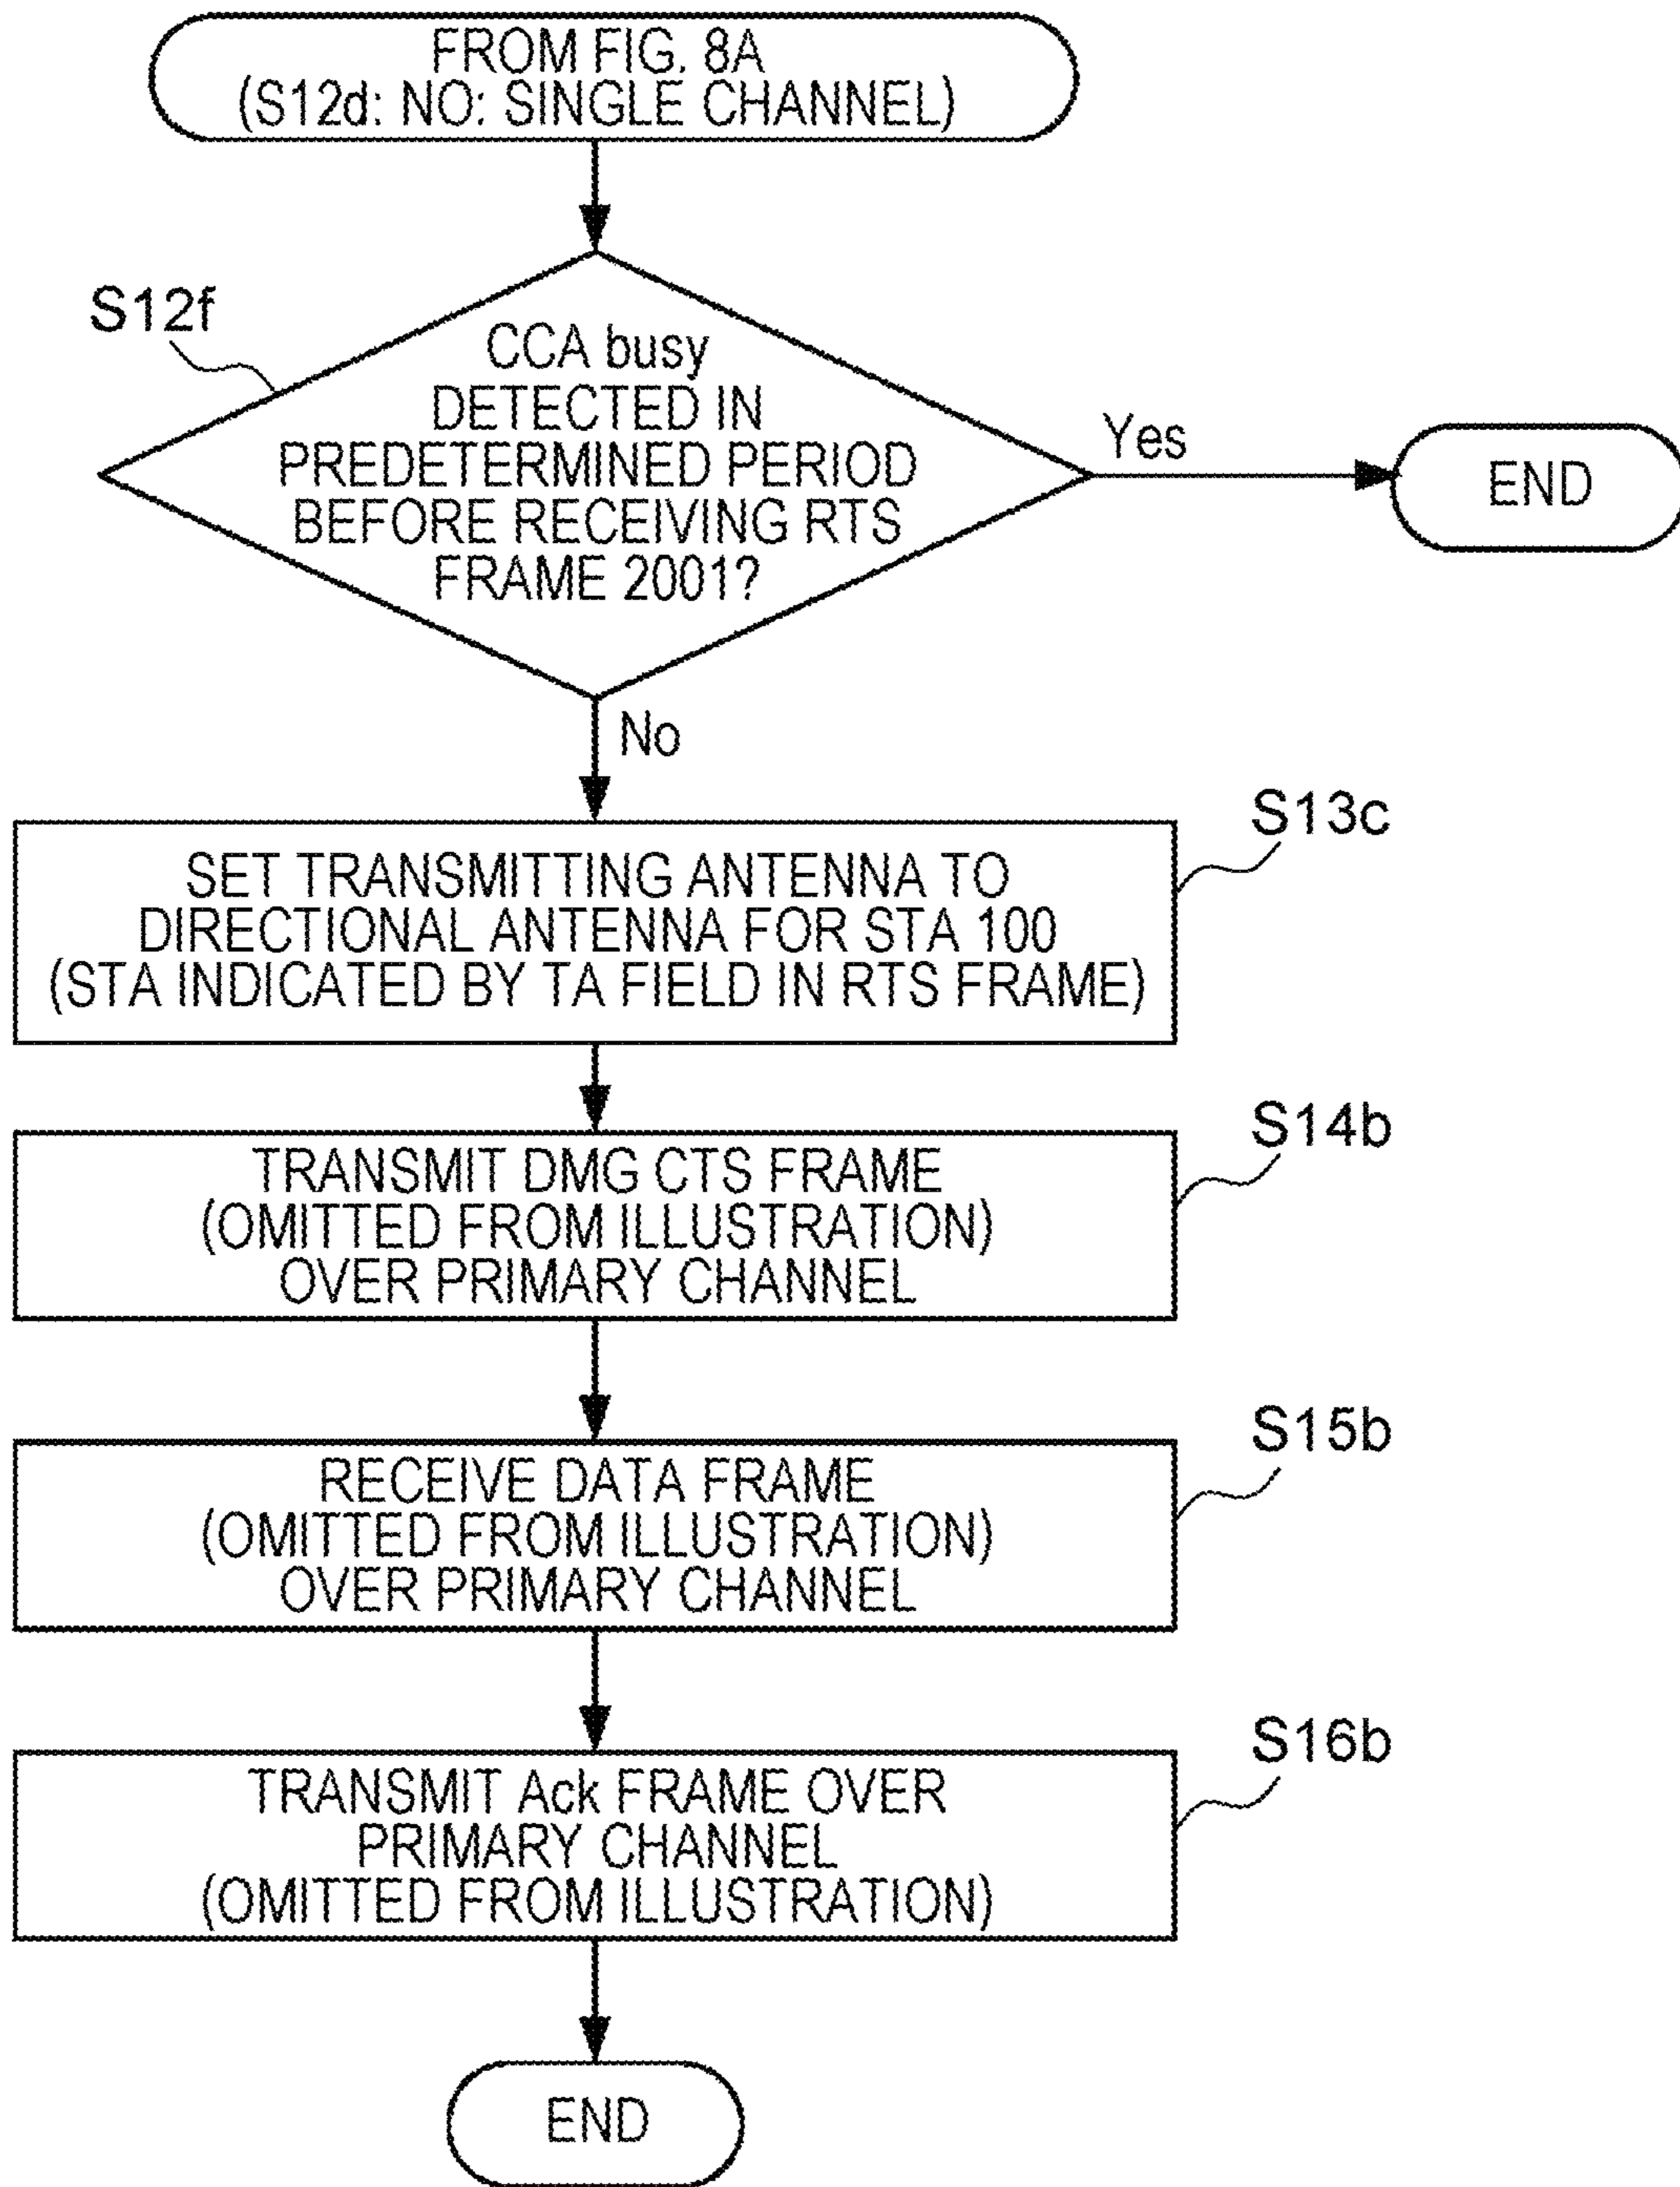 FROM FIG. 8A
(S12d: NO: SINGLE CHANNEL)
S12f
CCA busy
DETECTED IN
PREDETERMINED PERIOD
BEFORE RECEIVING RTS
FRAME 2001?
Yes
END
No
S13c
SET TRANSMITTING ANTENNA TO
DIRECTIONAL ANTENNA FOR STA 100
(STA INDICATED BY TA FIELD IN RTS FRAME)
S14b
TRANSMIT DMG CTS FRAME
(OMITTED FROM ILLUSTRATION)
OVER PRIMARY CHANNEL
S15b
RECEIVE DATA FRAME
(OMITTED FROM ILLUSTRATION)
OVER PRIMARY CHANNEL
S16b
TRANSMIT Ack FRAME OVER
PRIMARY CHANNEL
(OMITTED FROM ILLUSTRATION)
END